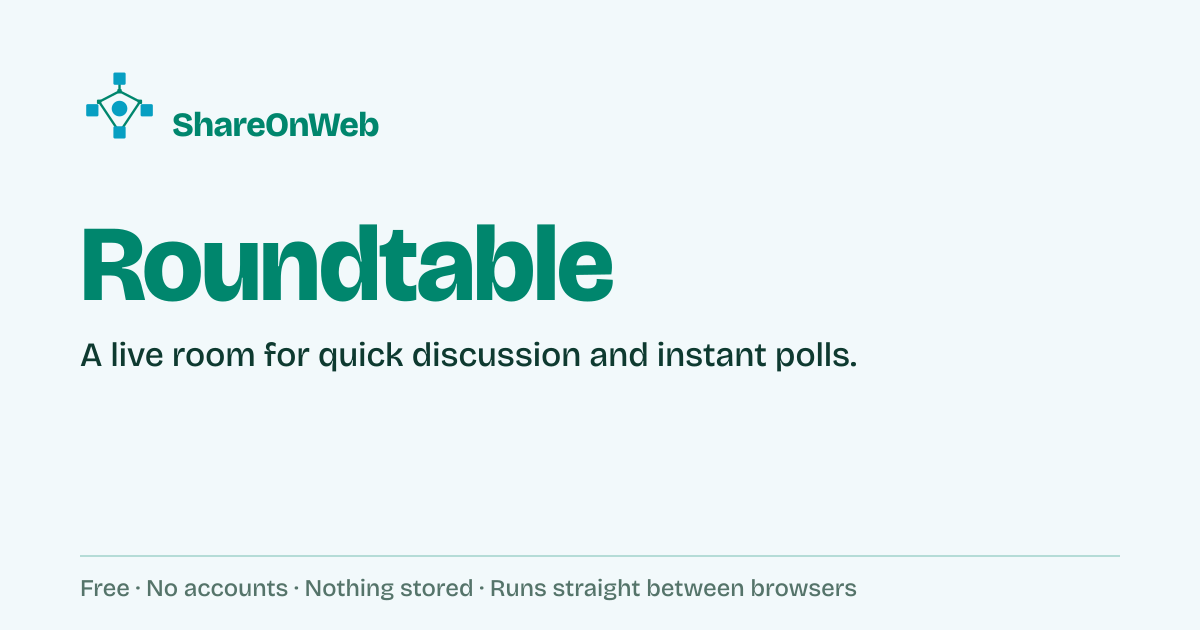 ShareOnWeb
Roundtable
A live room for quick discussion and instant polls.
Free · No accounts · Nothing stored · Runs straight between browsers